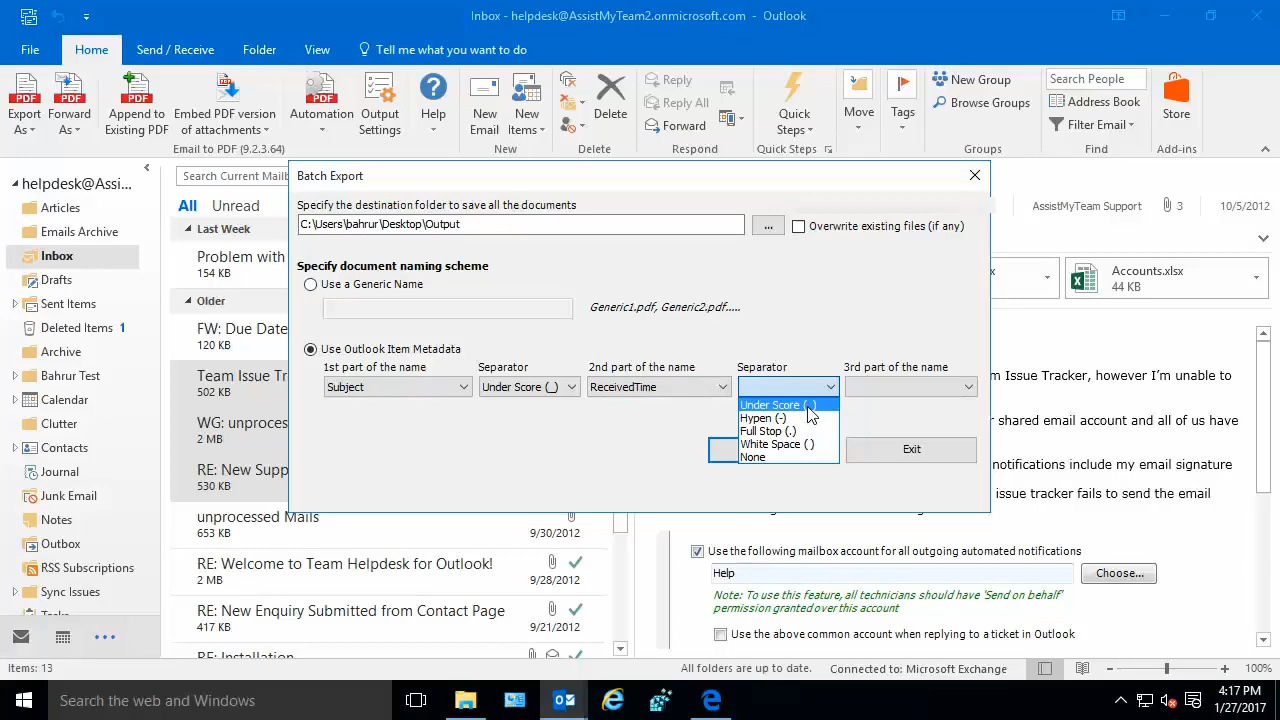 Inbox - helpdesk@AssistMyTeam2.onmicrosoft.com - Outlook
File Home Send / Receive Folder View Tell me what you want to do
Export As
Forward As
Append to Existing PDF
Embed PDF version of attachments
Automation
Output Settings
Help
New Email
New Items
Delete
Reply
Reply All
Forward
Quick Steps
Move
Tags
New Group
Browse Groups
Search People
Address Book
Filter Email
Store
Email to PDF (9.2.3.64) New Delete Respond Quick Steps Groups Find Add-ins
helpdesk@AssistMy...
Articles
Emails Archive
Inbox
Drafts
Sent Items
Deleted Items 1
Archive
Bahrur Test
Calendar
Clutter
Contacts
Journal
Junk Email
Notes
Outbox
RSS Subscriptions
Sync Issues
All Unread
Last Week
Problem with
154 KB
Older
FW: Due Date
120 KB
Team Issue Tr
502 KB
WG: unproces
2 MB
RE: New Supp
530 KB
unprocessed Mails
653 KB 9/30/2012
RE: Welcome to Team Helpdesk for Outlook!
2 MB 9/28/2012
RE: New Enquiry Submitted from Contact Page
417 KB 9/21/2012
Batch Export
Specify the destination folder to save all the documents
C:\Users\bahrur\Desktop\Output ... Overwrite existing files (if any)
Specify document naming scheme
Use a Generic Name
Generic1.pdf, Generic2.pdf.....
Use Outlook Item Metadata
1st part of the name Separator 2nd part of the name Separator 3rd part of the name
Subject Under Score (_) ReceivedTime
Hypen (-)
Full Stop (.)
White Space ( )
None
Exit
AssistMyTeam Support 3 10/5/2012
Accounts.xlsx
44 KB
m Issue Tracker, however I'm unable to
shared email account and all of us have
notifications include my email signature
issue tracker fails to send the email
Use the following mailbox account for all outgoing automated notifications
Help Choose...
Note: To use this feature, all technicians should have 'Send on behalf'
permission granted over this account
Use the above common account when replying to a ticket in Outlook
Items: 13 All folders are up to date. Connected to: Microsoft Exchange 100%
Search the web and Windows
4:17 PM
1/27/2017